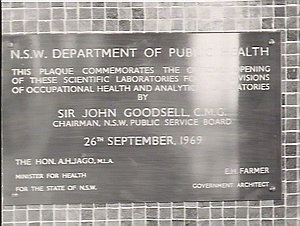 N.S.W. DEPARTMENT OF PUBLIC HEALTH
THIS PLAQUE COMMEMORATES THE OPENING
OF THESE SCIENTIFIC LABORATORIES FOR DIVISIONS
OF OCCUPATIONAL HEALTH AND ANALYTICAL LABORATORIES
BY
SIR JOHN GOODSELL, C.M.G.
CHAIRMAN, N.S.W. PUBLIC SERVICE BOARD
26TH SEPTEMBER, 1969
THE HON. A.H. JAGO, M.L.A.
MINISTER FOR HEALTH
FOR THE STATE OF N.S.W.
E.H. FARMER
GOVERNMENT ARCHITECT